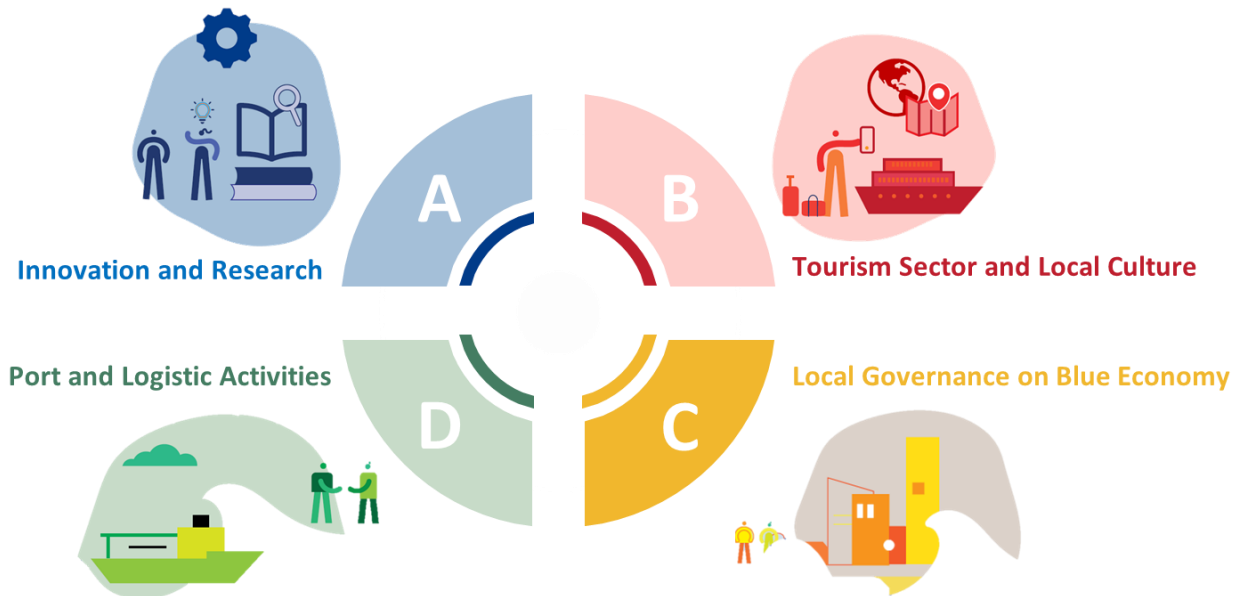 A
B
Innovation and Research
Tourism Sector and Local Culture
Port and Logistic Activities
Local Governance on Blue Economy
D
C